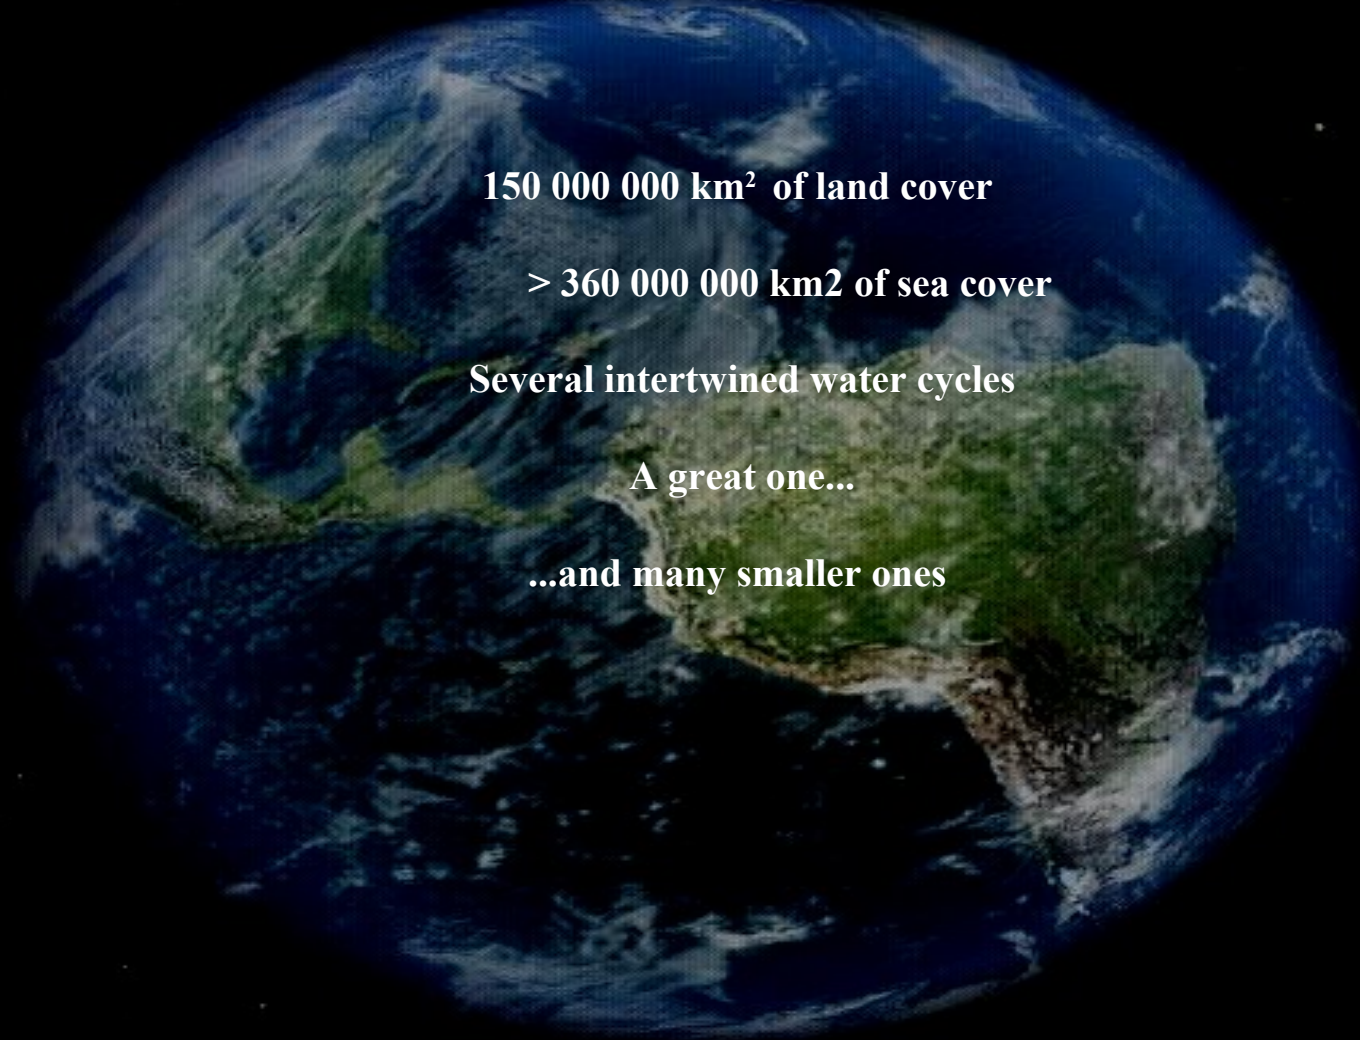 150 000 000 km² of land cover
> 360 000 000 km2 of sea cover
Several intertwined water cycles
A great one...
...and many smaller ones